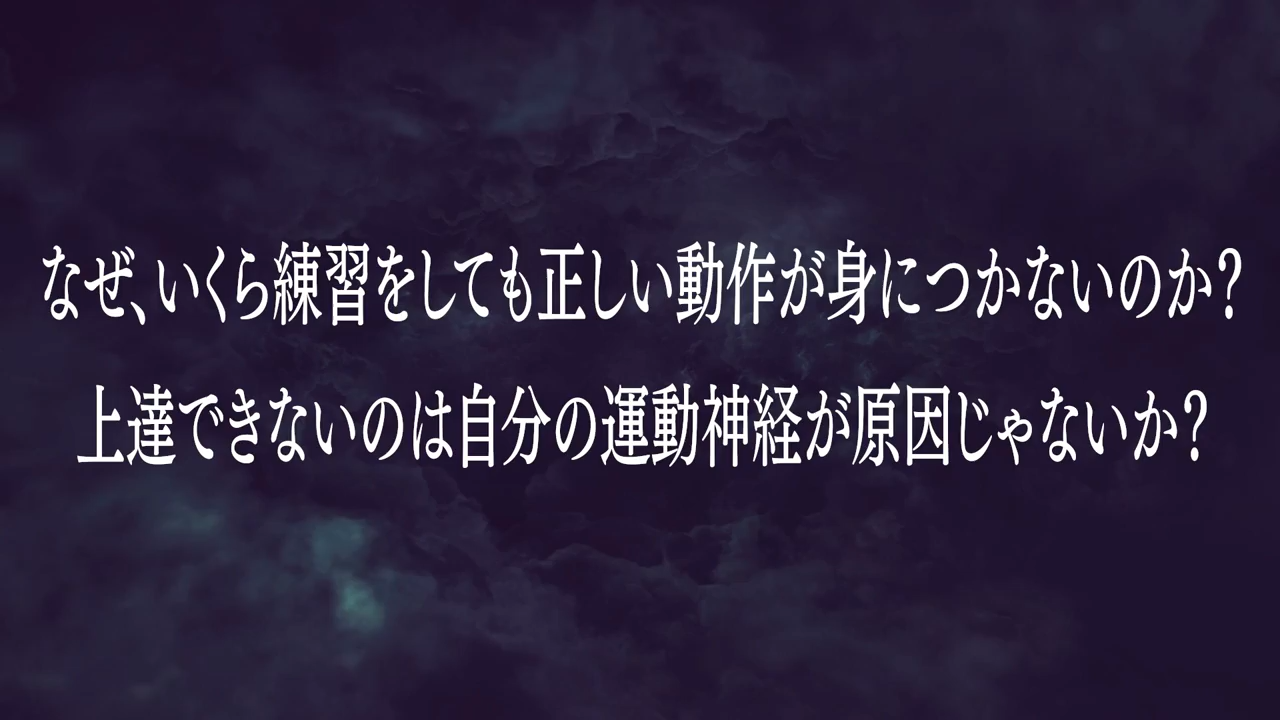 なぜ、いくら練習をしても正しい動作が身につかないのか?
上達できないのは自分の運動神経が原因じゃないか?